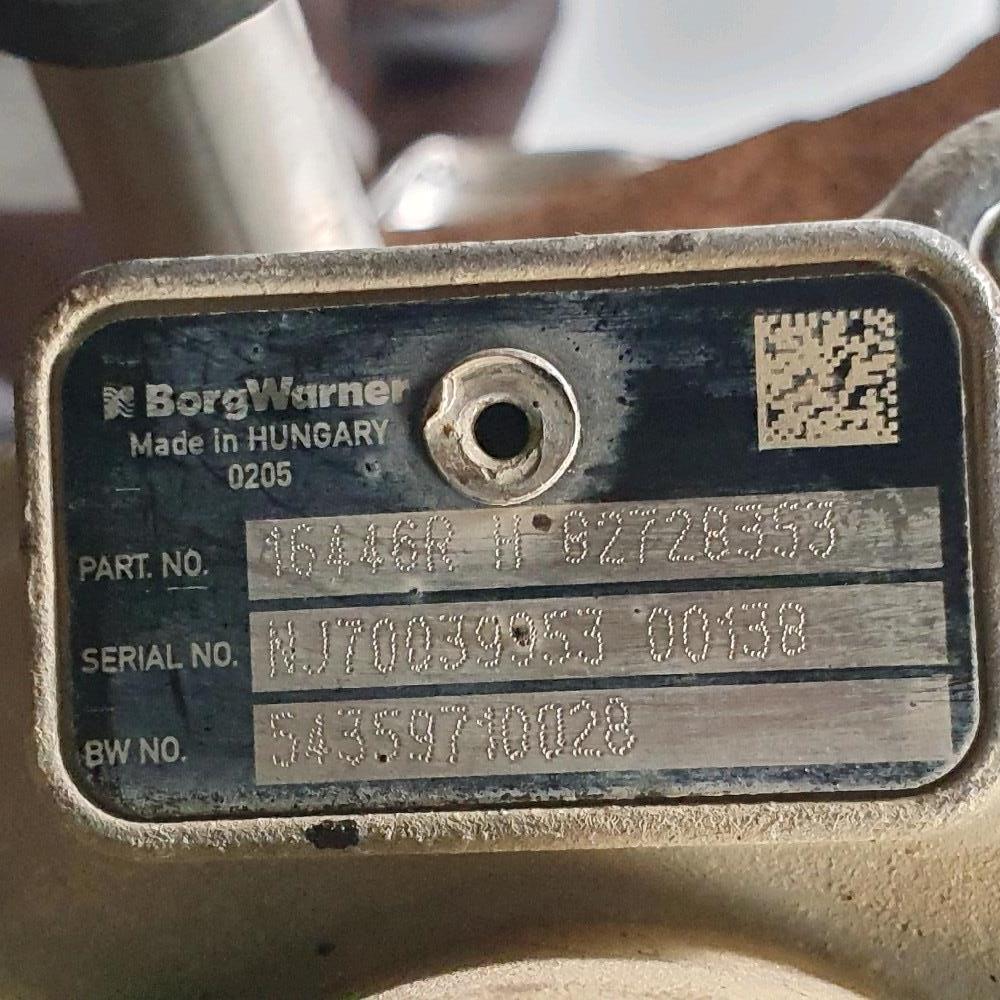 BorgWarner
Made in HUNGARY
0205
PART. NO. 16446R H 82728353
SERIAL NO. NJ70039953 00138
BW NO. 54359710028